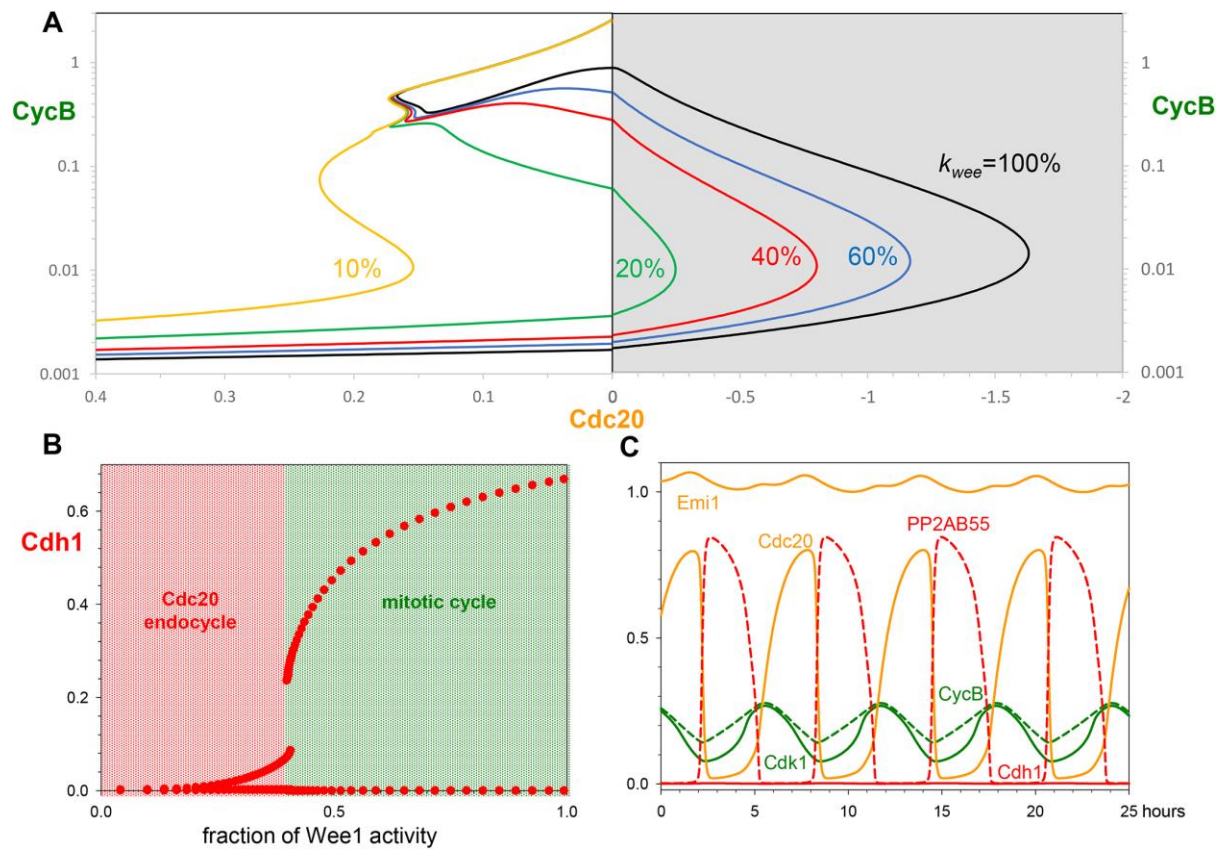 A
CycB
1
0.1
0.01
0.001
1
0.1
0.01
0.001
CycB
k_wee=100%
10%
20%
40%
60%
0.4
0.3
0.2
0.1
0
-0.5
-1
-1.5
-2
Cdc20
B
Cdh1
0.6
0.4
0.2
0.0
Cdc20
endocycle
mitotic cycle
0.0
0.5
1.0
fraction of Wee1 activity
C
1.0
0.5
0.0
Emi1
Cdc20
PP2AB55
CycB
Cdk1
Cdh1
0
5
10
15
20
25 hours